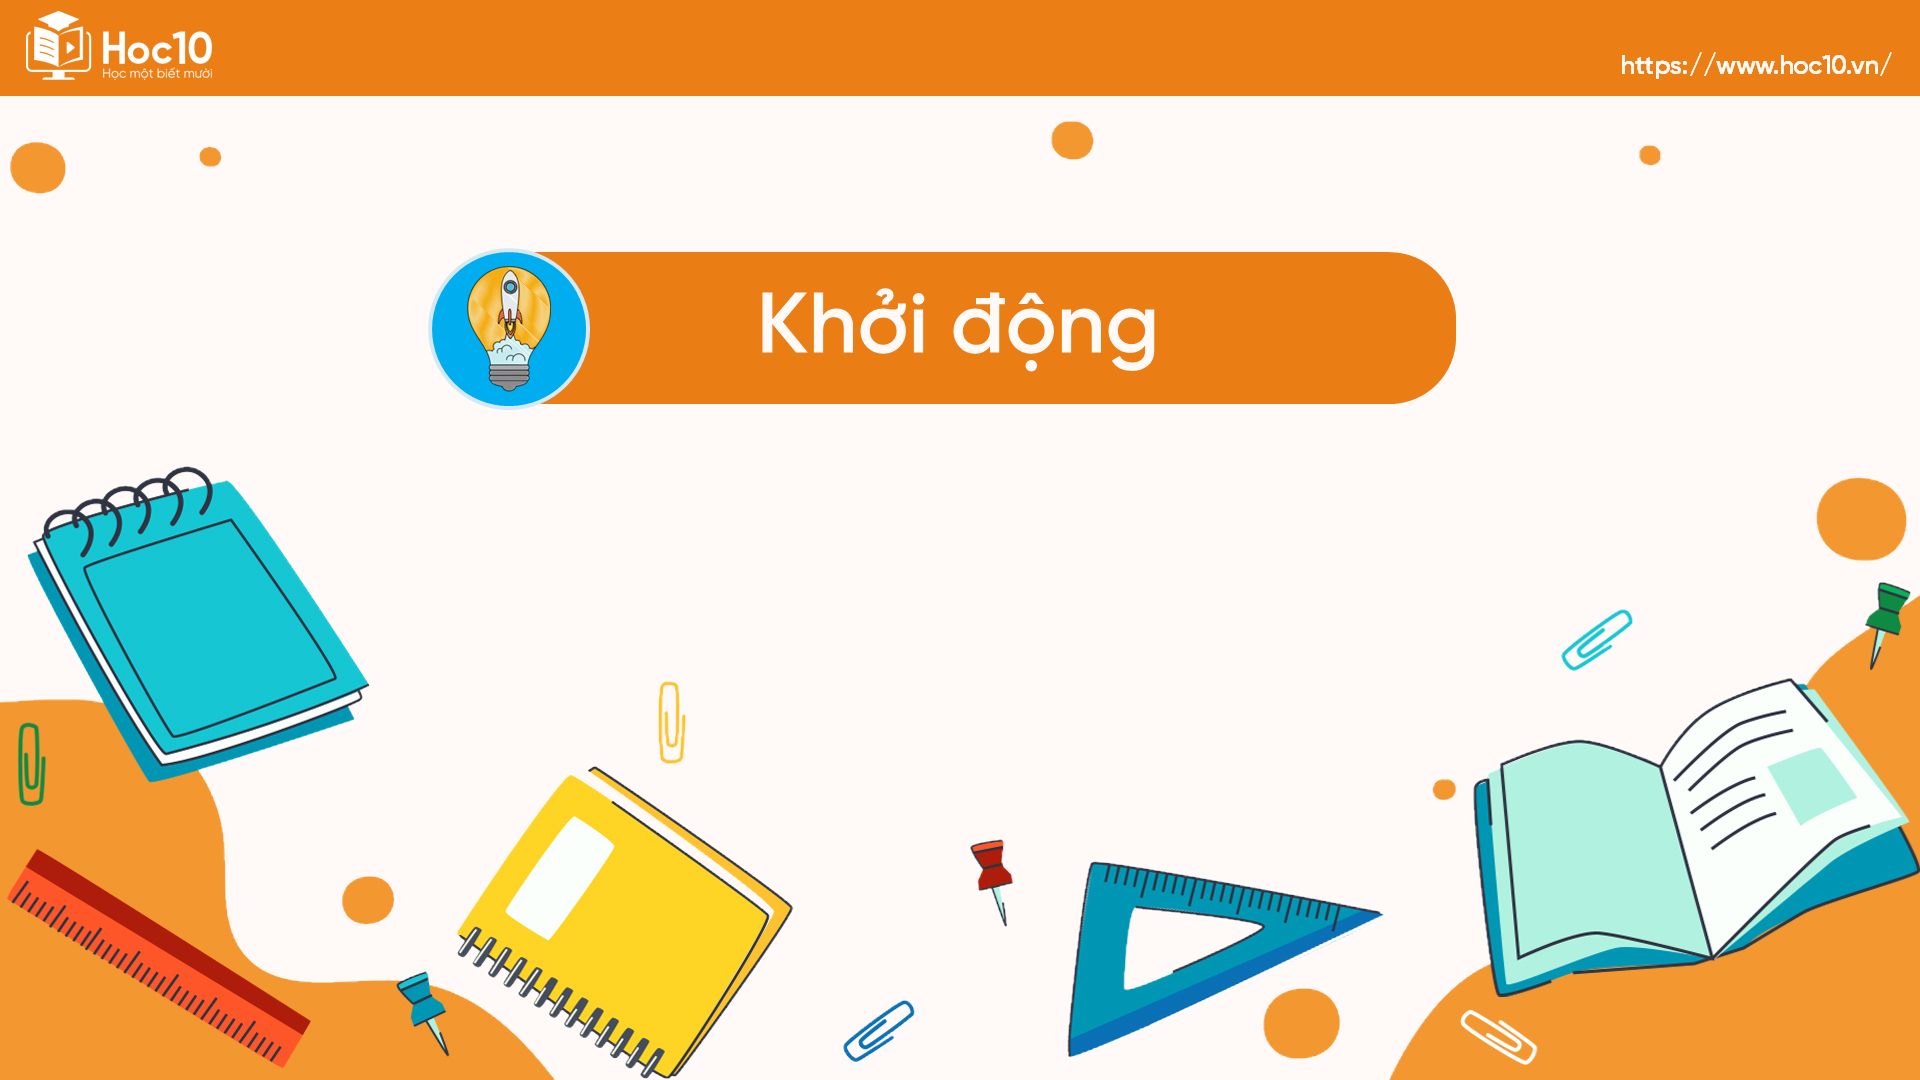 Hoc10
Học một biết mười
https://www.hoc10.vn/
Khởi động